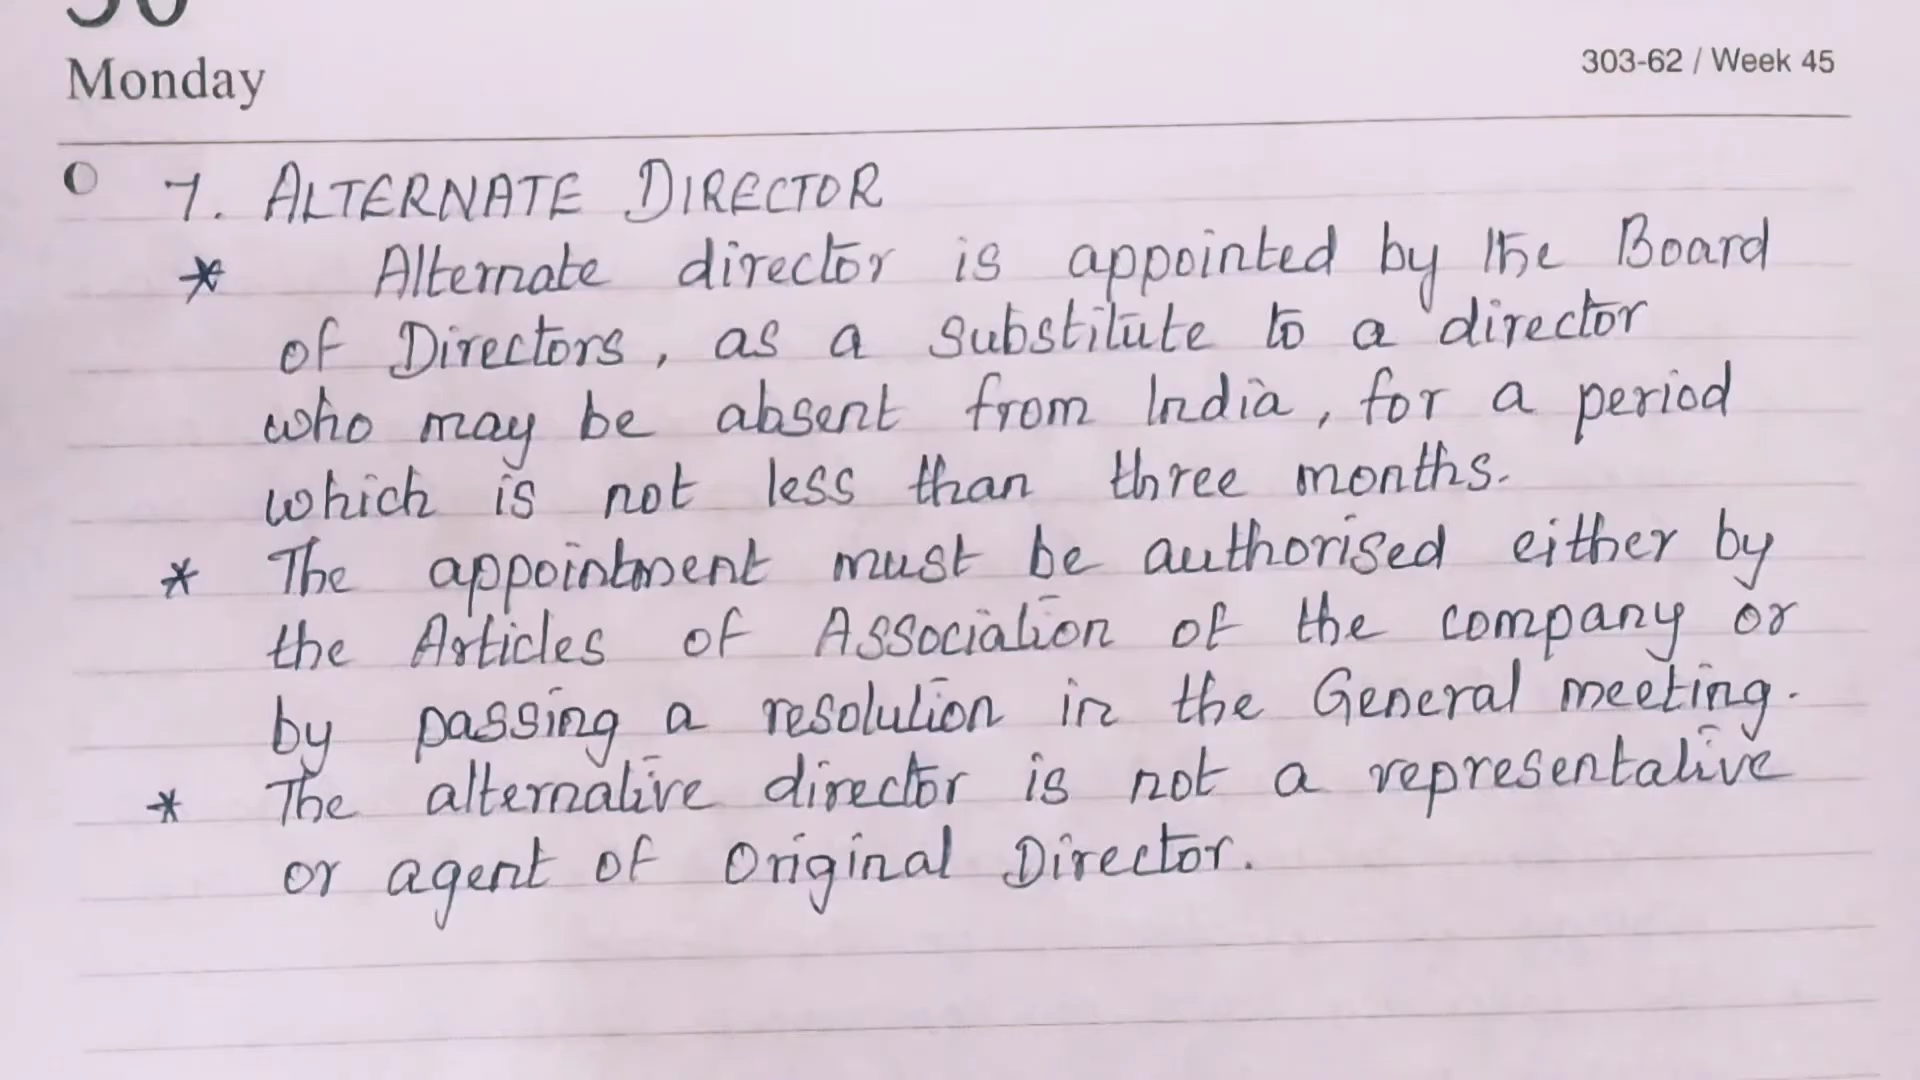 30
Monday
303-62 / Week 45
7. ALTERNATE DIRECTOR
* Alternate director is appointed by the Board
of Directors, as a substitute to a director
who may be absent from India, for a period
which is not less than three months.
* The appointment must be authorised either by
the Articles of Association of the company or
by passing a resolution in the General meeting.
* The alternative director is not a representative
or agent of Original Director.